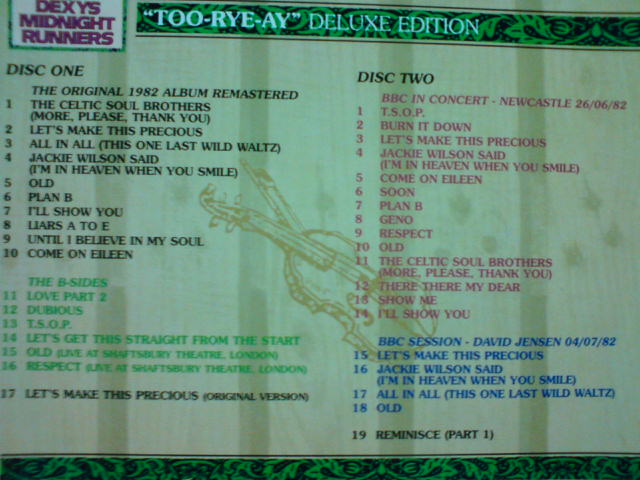 DEXYS
MIDNIGHT
RUNNERS
"TOO-RYE-AY" DELUXE EDITION
DISC ONE
THE ORIGINAL 1982 ALBUM REMASTERED
1 THE CELTIC SOUL BROTHERS
(MORE, PLEASE, THANK YOU)
2 LET'S MAKE THIS PRECIOUS
3 ALL IN ALL (THIS ONE LAST WILD WALTZ)
4 JACKIE WILSON SAID
(I'M IN HEAVEN WHEN YOU SMILE)
5 OLD
6 PLAN B
7 I'LL SHOW YOU
8 LIARS A TO E
9 UNTIL I BELIEVE IN MY SOUL
10 COME ON EILEEN
THE B-SIDES
11 LOVE PART 2
12 DUBIOUS
13 T.S.O.P.
14 LET'S GET THIS STRAIGHT FROM THE START
15 OLD (LIVE AT SHAFTSBURY THEATRE, LONDON)
16 RESPECT (LIVE AT SHAFTSBURY THEATRE, LONDON)
17 LET'S MAKE THIS PRECIOUS (ORIGINAL VERSION)
DISC TWO
BBC IN CONCERT - NEWCASTLE 26/06/82
1 T.S.O.P.
2 BURN IT DOWN
3 LET'S MAKE THIS PRECIOUS
4 JACKIE WILSON SAID
(I'M IN HEAVEN WHEN YOU SMILE)
5 COME ON EILEEN
6 SOON
7 PLAN B
8 GENO
9 RESPECT
10 OLD
11 THE CELTIC SOUL BROTHERS
(MORE, PLEASE, THANK YOU)
12 THERE THERE MY DEAR
13 SHOW ME
14 I'LL SHOW YOU
BBC SESSION - DAVID JENSEN 04/07/82
15 LET'S MAKE THIS PRECIOUS
16 JACKIE WILSON SAID
(I'M IN HEAVEN WHEN YOU SMILE)
17 ALL IN ALL (THIS ONE LAST WILD WALTZ)
18 OLD
19 REMINISCE (PART 1)